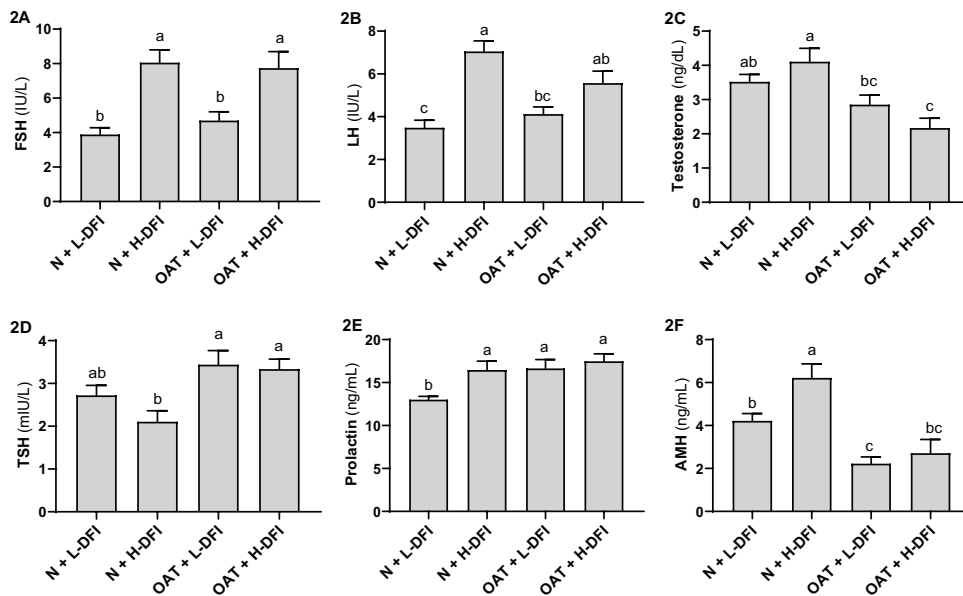 2A
FSH (IU/L)
8
6
4
2
0
10
b
a
b
a
N + L-DFI
N + H-DFI
OAT + L-DFI
OAT + H-DFI
2B
LH (IU/L)
8
6
4
2
0
c
a
bc
ab
N + L-DFI
N + H-DFI
OAT + L-DFI
OAT + H-DFI
2C
Testosterone (ng/dL)
5
4
3
2
1
0
ab
a
bc
c
N + L-DFI
N + H-DFI
OAT + L-DFI
OAT + H-DFI
2D
TSH (mIU/L)
4
3
2
1
0
ab
b
a
a
N + L-DFI
N + H-DFI
OAT + L-DFI
OAT + H-DFI
2E
Prolactin (ng/mL)
20
15
10
5
0
b
a
a
a
N + L-DFI
N + H-DFI
OAT + L-DFI
OAT + H-DFI
2F
AMH (ng/mL)
8
6
4
2
0
b
a
c
bc
N + L-DFI
N + H-DFI
OAT + L-DFI
OAT + H-DFI